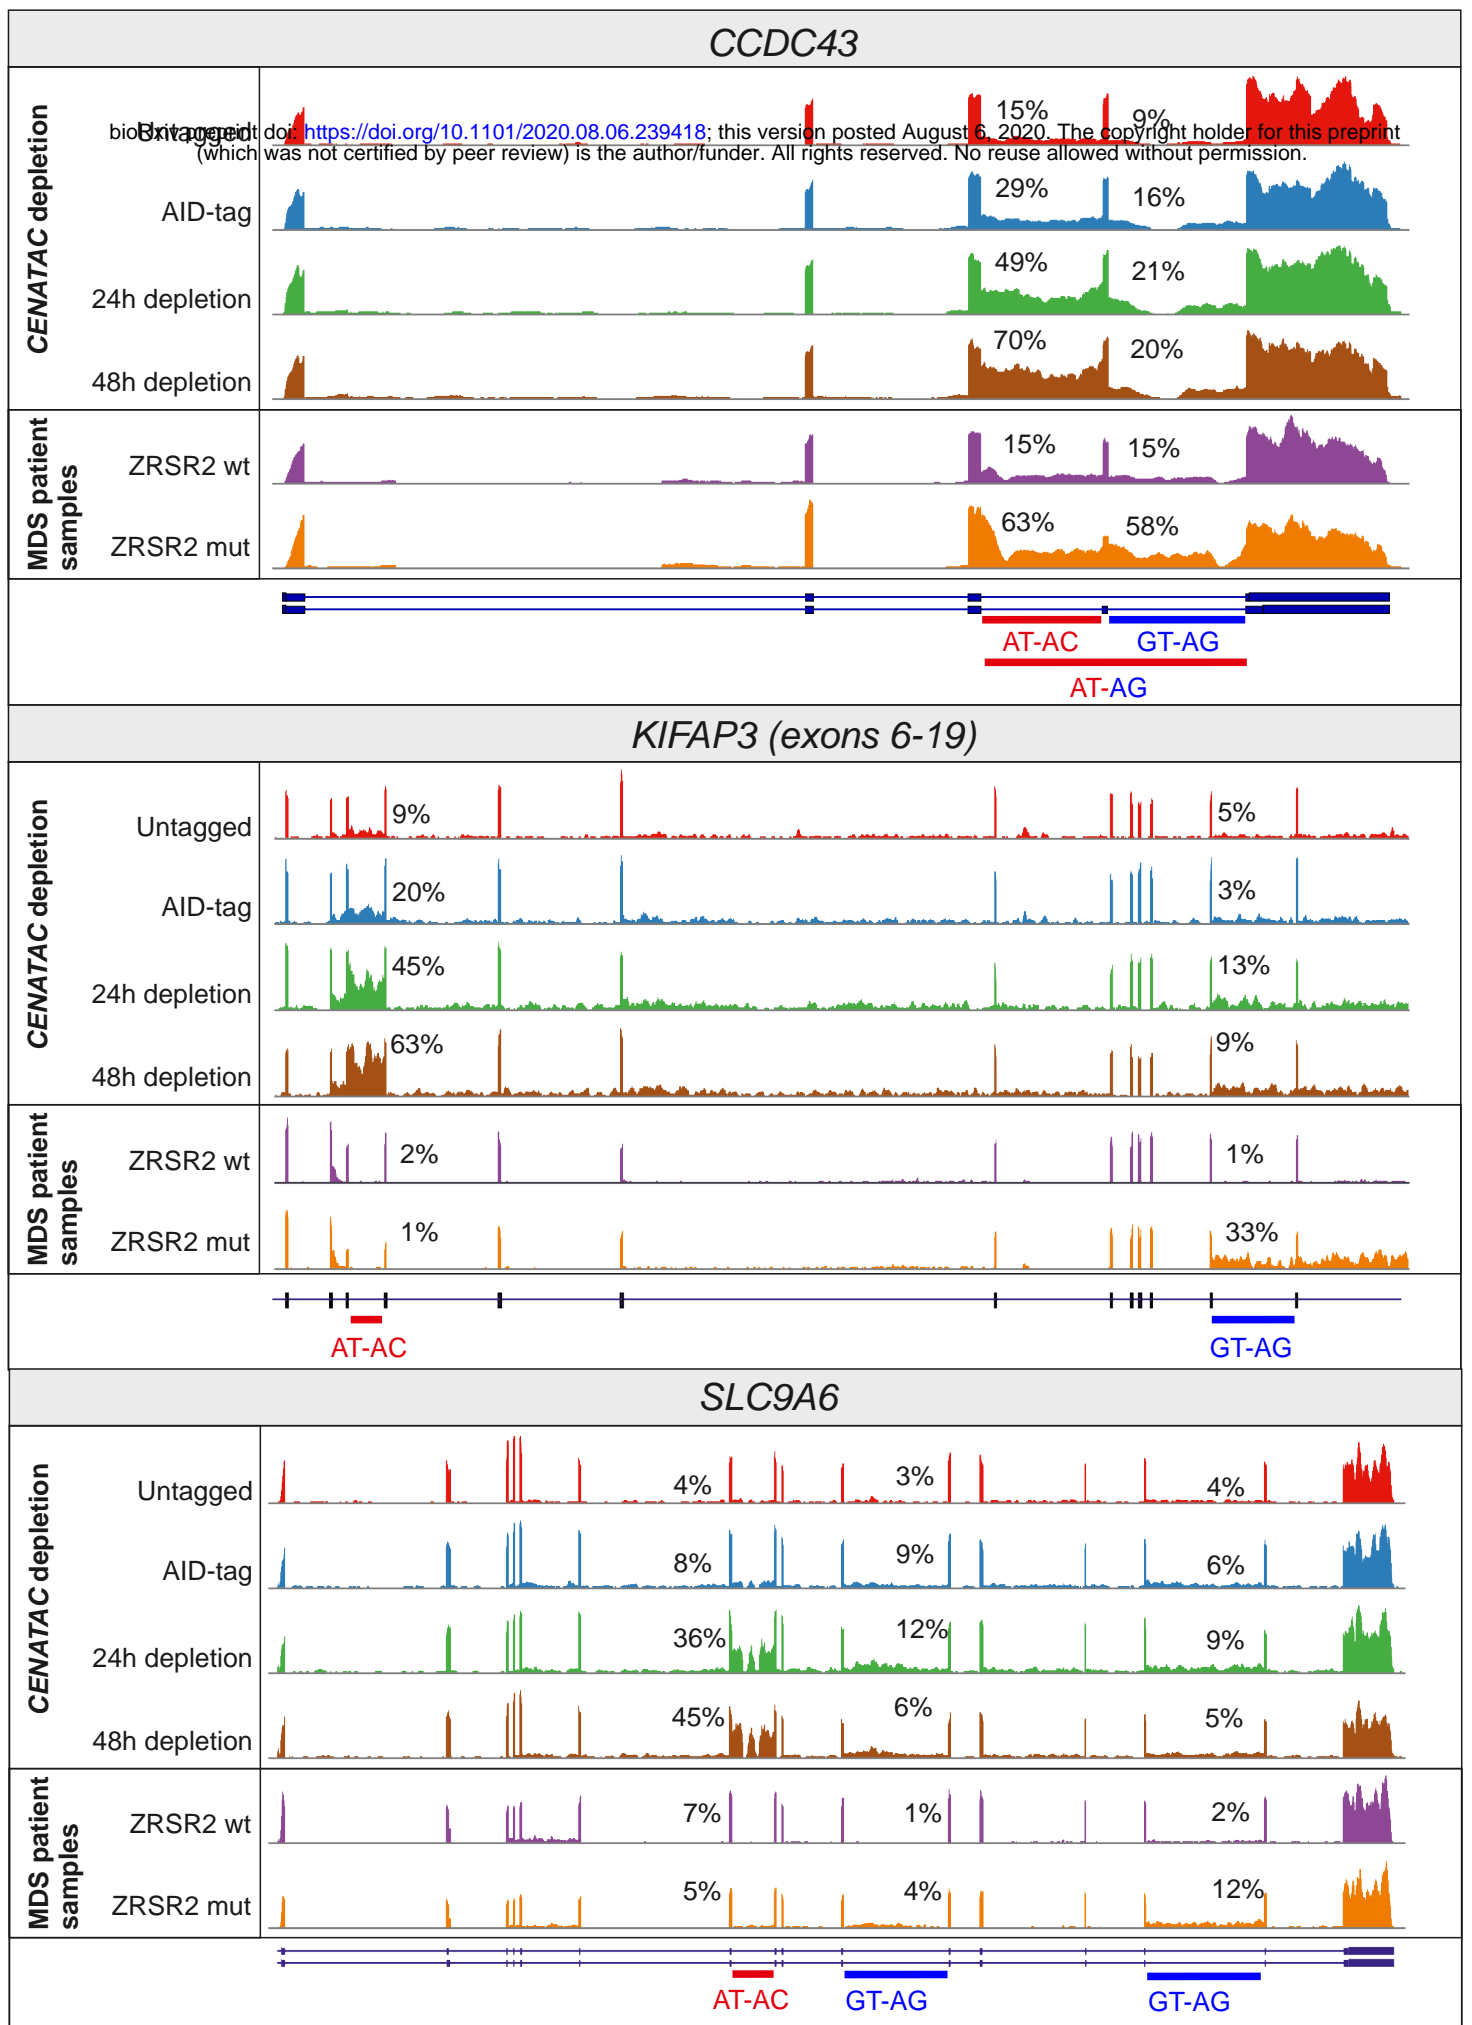 CCDC43
CENATAC depletion
Untagged
15%
9%
bioRxiv preprint doi: https://doi.org/10.1101/2020.08.06.239418; this version posted August 6, 2020. The copyright holder for this preprint
(which was not certified by peer review) is the author/funder. All rights reserved. No reuse allowed without permission.
AID-tag
29%
16%
24h depletion
49%
21%
48h depletion
70%
20%
MDS patient
samples
ZRSR2 wt
15%
15%
ZRSR2 mut
63%
58%
AT-AC
GT-AG
AT-AG
KIFAP3 (exons 6-19)
CENATAC depletion
Untagged
9%
5%
AID-tag
20%
3%
24h depletion
45%
13%
48h depletion
63%
9%
MDS patient
samples
ZRSR2 wt
2%
1%
ZRSR2 mut
1%
33%
AT-AC
GT-AG
SLC9A6
CENATAC depletion
Untagged
4%
3%
4%
AID-tag
8%
9%
6%
24h depletion
36%
12%
9%
48h depletion
45%
6%
5%
MDS patient
samples
ZRSR2 wt
7%
1%
2%
ZRSR2 mut
5%
4%
12%
AT-AC
GT-AG
GT-AG